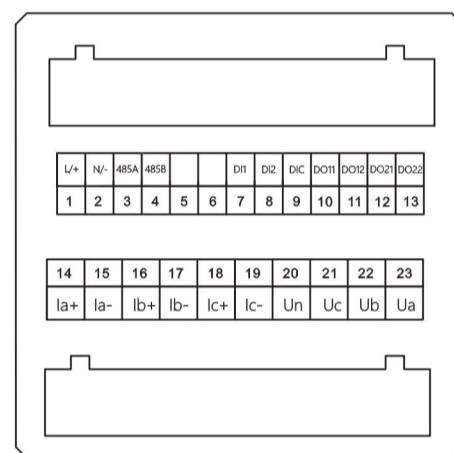 L/+ N/- 485A 485B DI1 DI2 DIC DO11 DO12 DO21 DO22
1 2 3 4 5 6 7 8 9 10 11 12 13
14 15 16 17 18 19 20 21 22 23
Ia+ Ia- Ib+ Ib- Ic+ Ic- Un Uc Ub Ua